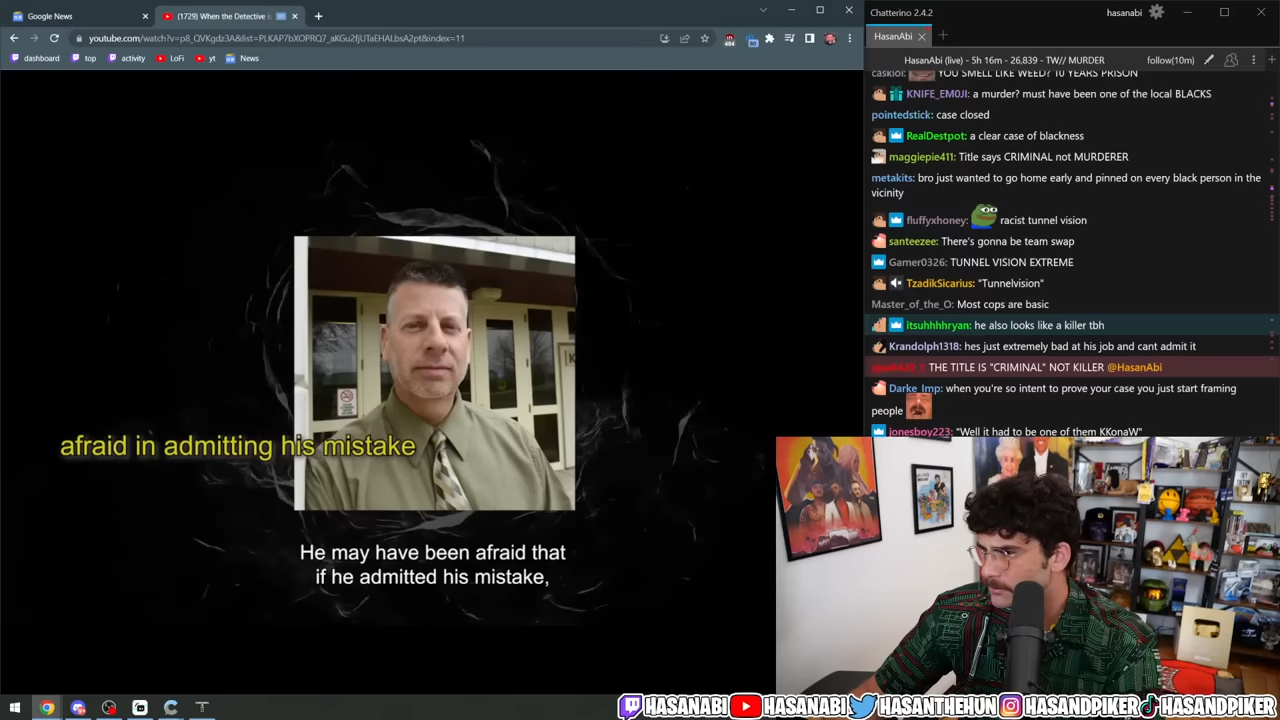 Google News
(1729) When the Detective is
youtube.com/watch?v=p8_QVKgdz3A&list=PLKAP7bXOPRQ7_aKGu2fjUTaEHALbsA2pt&index=11
dashboard
top
activity
LoFi
yt
News
afraid in admitting his mistake
He may have been afraid that
if he admitted his mistake,
Chatterino 2.4.2
hasanabi
HasanAbi
HasanAbi (live) - 5h 16m - 26,839 - TW// MURDER
follow(10m)
YOU SMELL LIKE WEED? 10 YEARS PRISON
KNIFE_EM0JI: a murder? must have been one of the local BLACKS
pointedstick: case closed
RealDestpot: a clear case of blackness
maggiepie411: Title says CRIMINAL not MURDERER
metakits: bro just wanted to go home early and pinned on every black person in the
vicinity
fluffyxhoney: racist tunnel vision
santeezee: There's gonna be team swap
Gamer0326: TUNNEL VISION EXTREME
TzadikSicarius: "Tunnelvision"
Master_of_the_O: Most cops are basic
itsuhhhhryan: he also looks like a killer tbh
Krandolph1318: hes just extremely bad at his job and cant admit it
THE TITLE IS "CRIMINAL" NOT KILLER @HasanAbi
Darke_Imp: when you're so intent to prove your case you just start framing
people
jonesboy223: "Well it had to be one of them KKonaW"
HASANABI
HASANABI
HASANTHEHUN
HASANDPIKER
HASANDPIKER